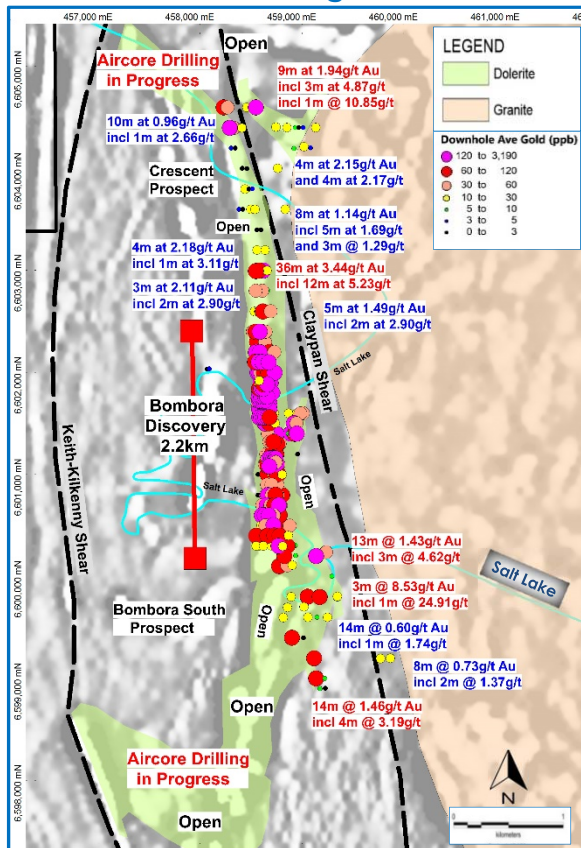 457,000 mE
458,000 mE
459,000 mE
460,000 mE
461,000 mE
46
Open
Aircore Drilling
in Progress
9m at 1.94g/t Au
incl 3m at 4.87g/t
incl 1m @ 10.85g/t
10m at 0.96g/t Au
incl 1m at 2.66g/t
Crescent
Prospect
4m at 2.15g/t Au
and 4m at 2.17g/t
8m at 1.14g/t Au
incl 5m at 1.69g/t
and 3m @ 1.29g/t
Open
4m at 2.18g/t Au
incl 1m at 3.11g/t
36m at 3.44g/t Au
incl 12m at 5.23g/t
3m at 2.11g/t Au
incl 2m at 2.90g/t
5m at 1.49g/t Au
incl 2m at 2.90g/t
Claypan Shear
Salt Lake
Bombora
Discovery
2.2km
Keith-Kilkenny Shear
Salt Lake
Open
13m @ 1.43g/t Au
incl 3m @ 4.62g/t
3m @ 8.53g/t Au
incl 1m @ 24.91g/t
Salt Lake
Bombora South
Prospect
Open
14m @ 0.60g/t Au
incl 1m @ 1.74g/t
8m @ 0.73g/t Au
incl 2m @ 1.37g/t
14m @ 1.46g/t Au
incl 4m @ 3.19g/t
Open
Aircore Drilling
in Progress
Open
6,605,000 mN
6,604,000 mN
6,603,000 mN
6,602,000 mN
6,601,000 mN
6,600,000 mN
6,599,000 mN
6,598,000 mN
LEGEND
Dolerite
Granite
Downhole Ave Gold (ppb)
120 to 3,190
60 to 120
30 to 60
10 to 30
5 to 10
3 to 5
0 to 3
N
0 1
kilometers